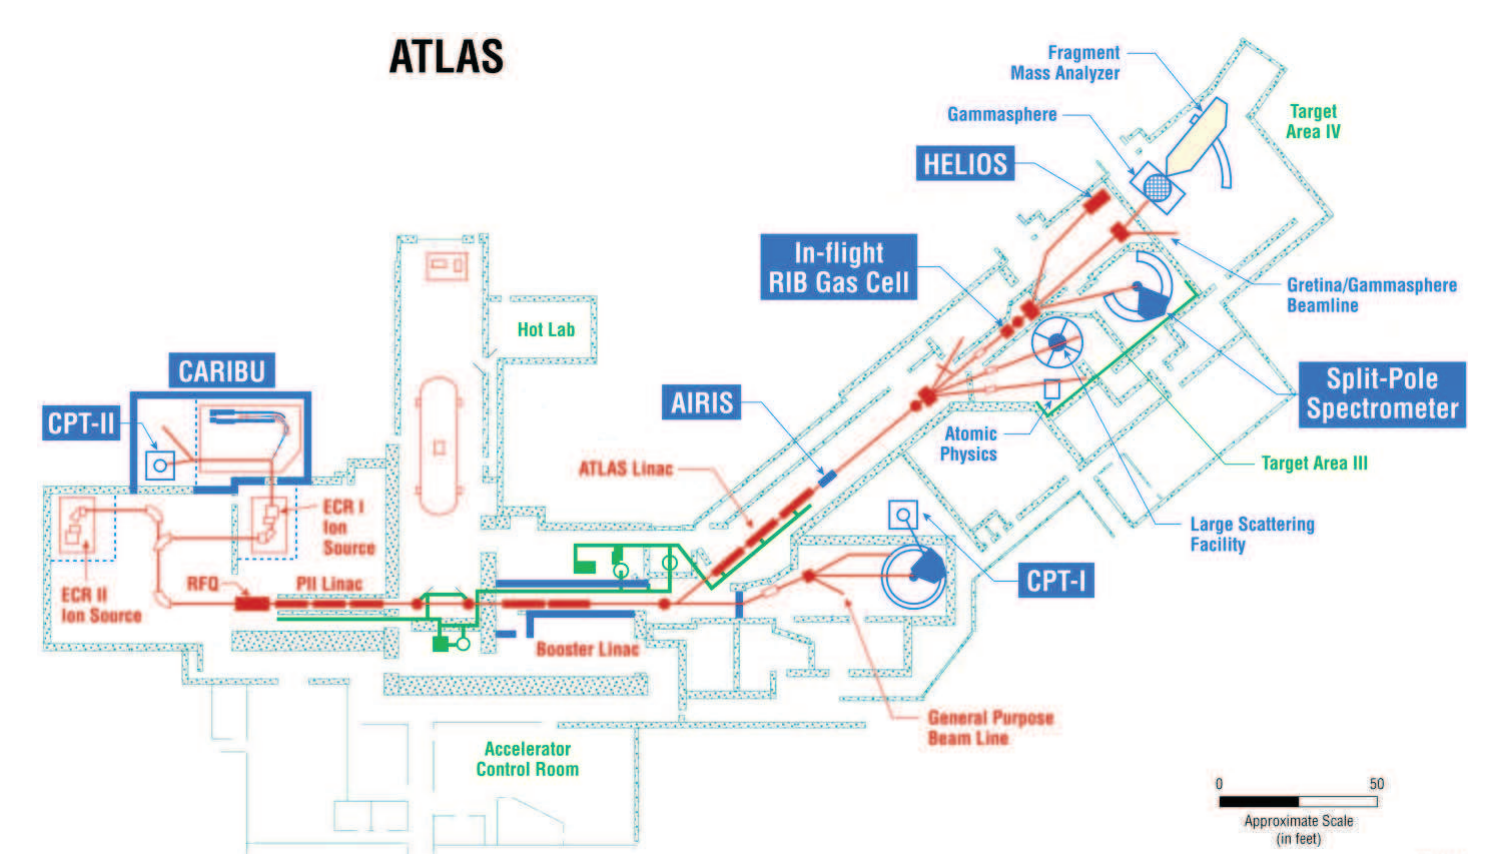 ATLAS
Fragment
Mass Analyzer
Gammasphere
Target
Area IV
HELIOS
In-flight
RIB Gas Cell
Gretina/Gammasphere
Beamline
Hot Lab
CARIBU
Split-Pole
Spectrometer
AIRIS
CPT-II
Atomic
Physics
Target Area III
ATLAS Linac
ECR I
Ion
Source
Large Scattering
Facility
RFQ
PII Linac
CPT-I
ECR II
Ion Source
Booster Linac
General Purpose
Beam Line
Accelerator
Control Room
0
50
Approximate Scale
(in feet)